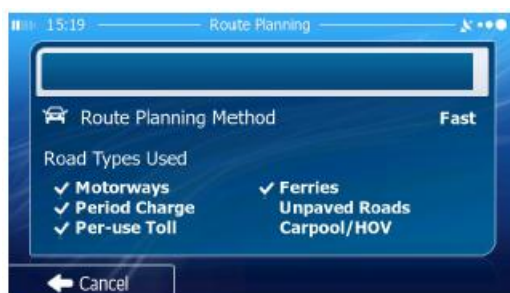 15:19 Route Planning
Route Planning Method Fast
Road Types Used
Motorways Ferries
Period Charge Unpaved Roads
Per-use Toll Carpool/HOV
Cancel